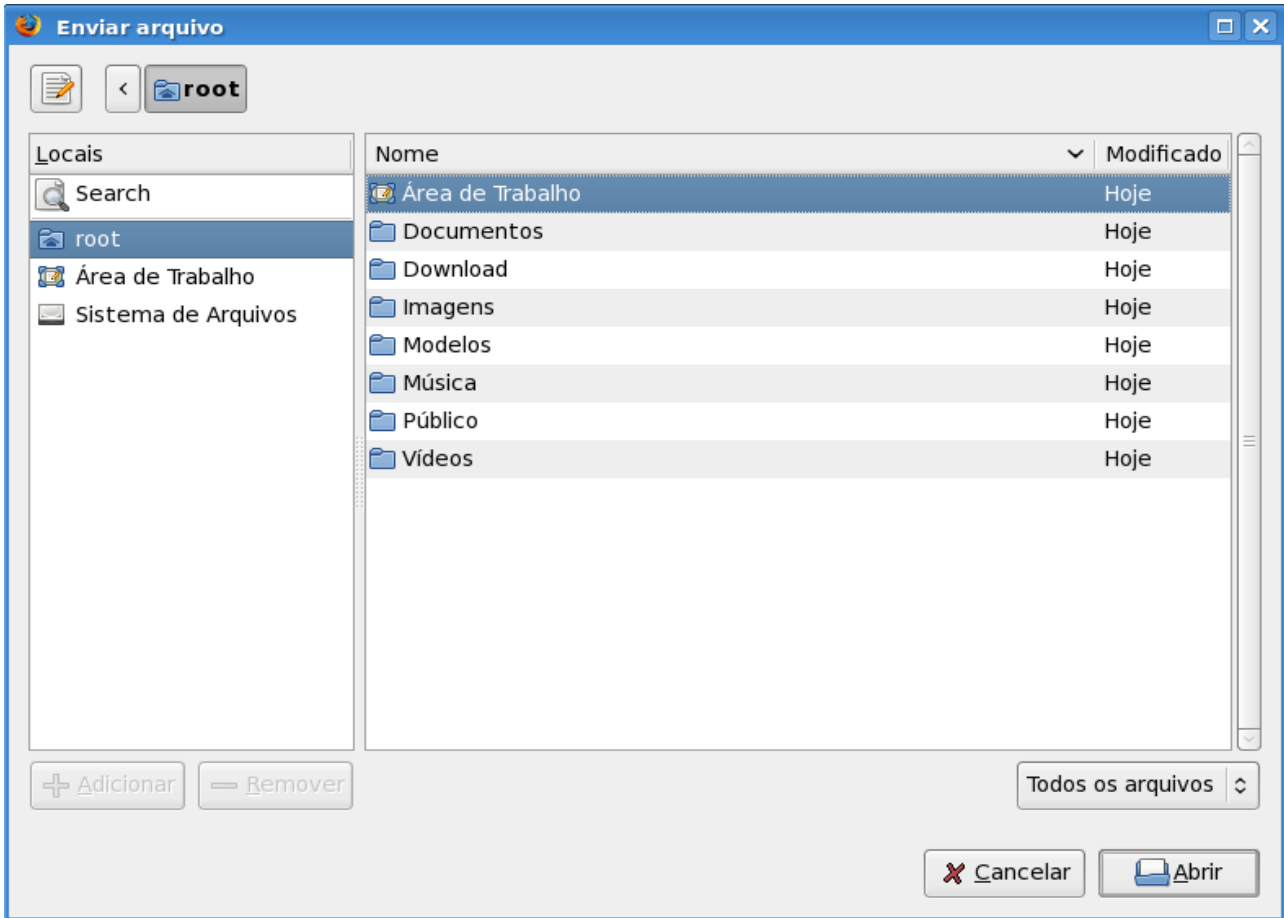 Enviar arquivo
root
Locais
Search
root
Área de Trabalho
Sistema de Arquivos
Nome Modificado
Área de Trabalho Hoje
Documentos Hoje
Download Hoje
Imagens Hoje
Modelos Hoje
Música Hoje
Público Hoje
Vídeos Hoje
Adicionar Remover
Todos os arquivos
Cancelar Abrir